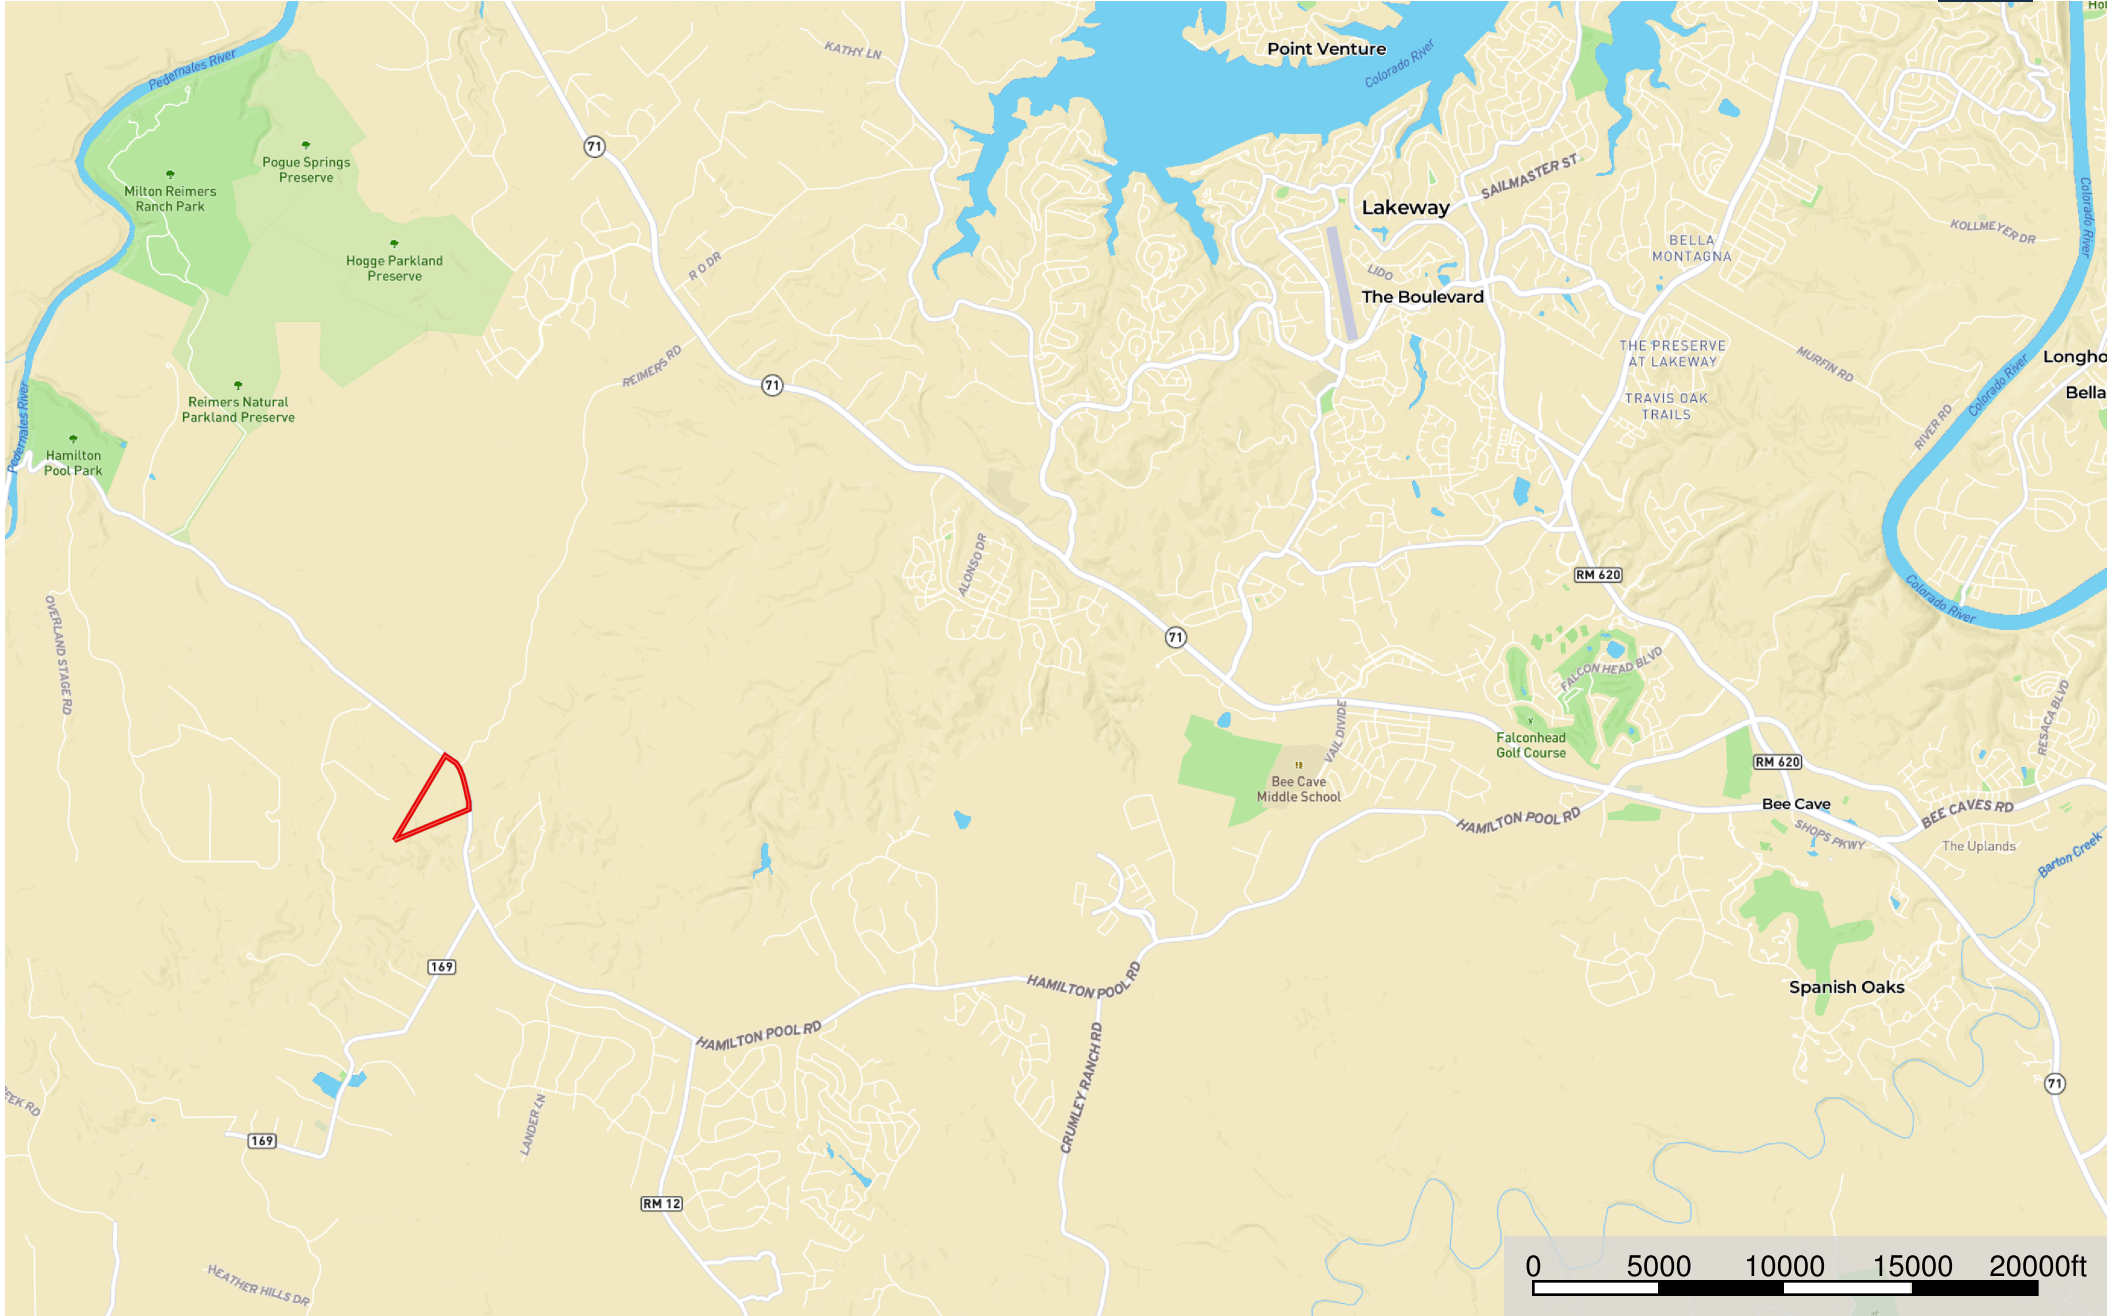 Pedernales River
KATHY LN
Point Venture
Colorado River
71
Pogue Springs
Preserve
Milton Reimers
Ranch Park
SAILMASTER ST
Lakeway
Colorado River
KOLLMEYER DR
BELLA
MONTAGNA
Hogge Parkland
Preserve
R O DR
LIDO
The Boulevard
THE PRESERVE
AT LAKEWAY
MURFIN RD
Longho
Bella
REIMERS RD
71
Colorado River
Reimers Natural
Parkland Preserve
TRAVIS OAK
TRAILS
RIVER RD
Pedernales River
Hamilton
Pool Park
ALONSO DR
RM 620
Colorado River
OVERLAND STAGE RD
71
FALCON HEAD BLVD
RESACA BLVD
VAIL DIVIDE
Falconhead
Golf Course
RM 620
Bee Cave
Middle School
HAMILTON POOL RD
Bee Cave
BEE CAVES RD
SHOPS PKWY
The Uplands
Barton Creek
169
HAMILTON POOL RD
Spanish Oaks
HAMILTON POOL RD
CRUMLEY RANCH RD
71
EEK RD
LANDER LN
169
RM 12
HEATHER HILLS DR
0 5000 10000 15000 20000ft